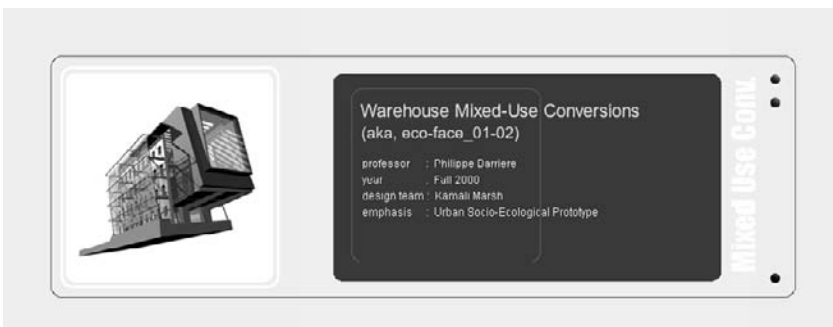 Warehouse Mixed-Use Conversions
(aka, eco-face_01-02)
professor : Philippe Darriere
year : Fall 2000
design team : Kamali Marsh
emphasis : Urban Socio-Ecological Prototype
Mixed Use Conv.